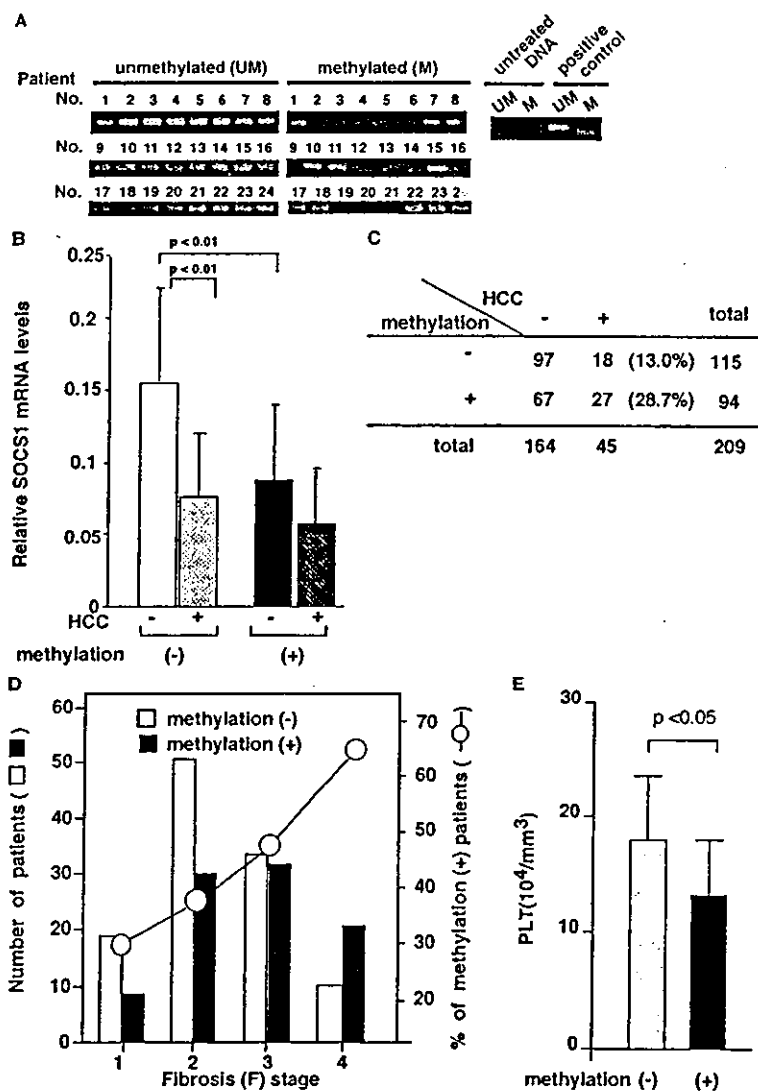 A
untreated DNA
positive control
Patient
unmethylated (UM)
methylated (M)
UM M UM M
No. 1 2 3 4 5 6 7 8 1 2 3 4 5 6 7 8
No. 9 10 11 12 13 14 15 16 9 10 11 12 13 14 15 16
No. 17 18 19 20 21 22 23 24 17 18 19 20 21 22 23 2
B
Relative SOCS1 mRNA levels
0.25
0.2
0.15
0.1
0.05
0
p < 0.01
p < 0.01
HCC - + - +
methylation (-) (+)
C
HCC
methylation - + total
- 97 18 (13.0%) 115
+ 67 27 (28.7%) 94
total 164 45 209
D
Number of patients ( )
60
50
40
30
20
10
0
methylation (-)
methylation (+)
70
60
50
40
30
20
% of methylation (+) patients ( )
1 2 3 4
Fibrosis (F) stage
E
PLT(10⁴/mm³)
30
20
10
0
p <0.05
methylation (-) (+)